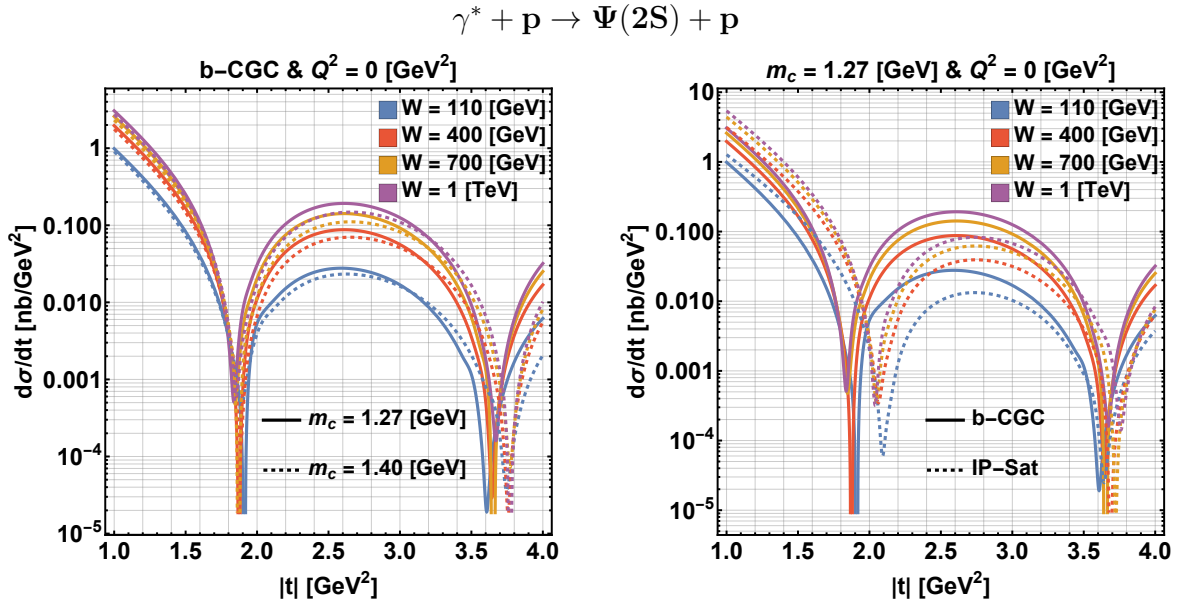 γ* + p → Ψ(2S) + p
b−CGC & Q² = 0 [GeV²]
W = 110 [GeV]
W = 400 [GeV]
W = 700 [GeV]
W = 1 [TeV]
1
0.100
0.010
0.001
10⁻⁴
10⁻⁵
dσ/dt [nb/GeV²]
m_c = 1.27 [GeV]
m_c = 1.40 [GeV]
1.0 1.5 2.0 2.5 3.0 3.5 4.0
|t| [GeV²]
m_c = 1.27 [GeV] & Q² = 0 [GeV²]
W = 110 [GeV]
W = 400 [GeV]
W = 700 [GeV]
W = 1 [TeV]
10
1
0.100
0.010
0.001
10⁻⁴
10⁻⁵
dσ/dt [nb/GeV²]
b−CGC
IP−Sat
1.0 1.5 2.0 2.5 3.0 3.5 4.0
|t| [GeV²]